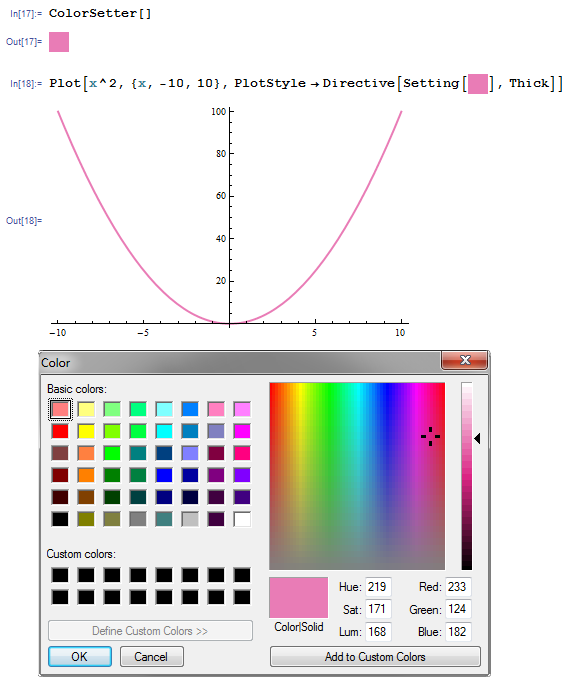 In[17]:= ColorSetter[]
Out[17]=
In[18]:= Plot[x^2, {x, -10, 10}, PlotStyle → Directive[Setting[ ], Thick]]
100
80
60
40
20
Out[18]=
-10 -5 5 10
Color
Basic colors:
Custom colors:
Define Custom Colors >>
OK Cancel
Color|Solid
Hue: 219 Red: 233
Sat: 171 Green: 124
Lum: 168 Blue: 182
Add to Custom Colors